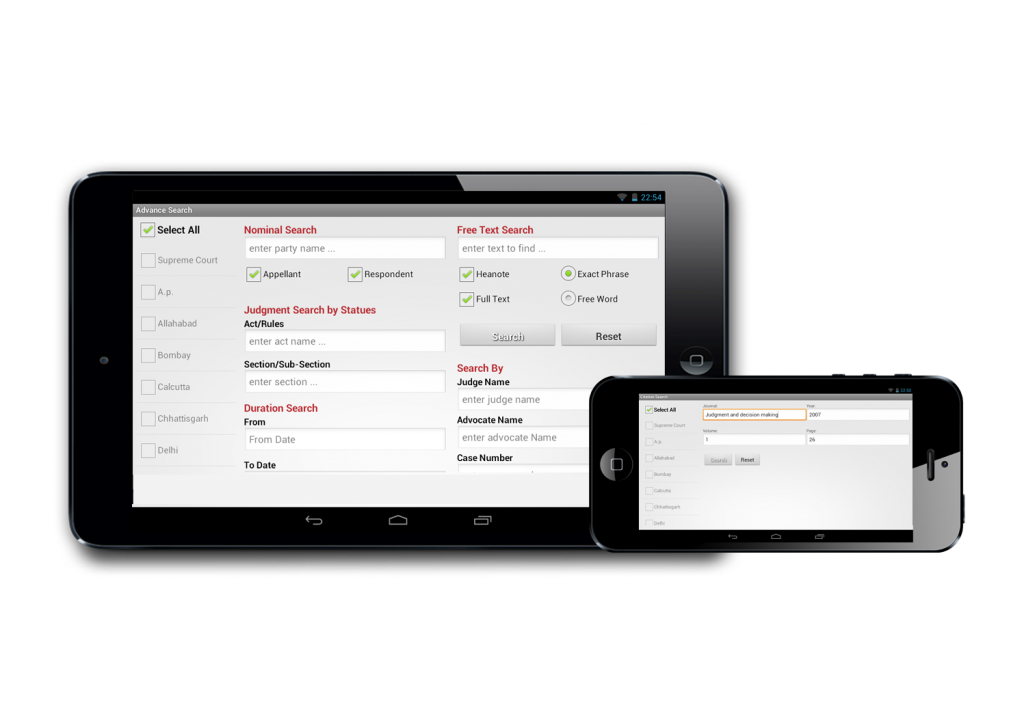 22:54
Advance Search
Select All
Supreme Court
A.p.
Allahabad
Bombay
Calcutta
Chhattisgarh
Delhi
Nominal Search
enter party name ...
Appellant
Respondent
Judgment Search by Statues
Act/Rules
enter act name ...
Section/Sub-Section
enter section ...
Duration Search
From
From Date
To Date
Free Text Search
enter text to find ...
Heanote
Exact Phrase
Full Text
Free Word
Search
Reset
Search By
Judge Name
enter judge name
Advocate Name
enter advocate Name
Case Number
Citation Search
Select All
Supreme Court
A.p.
Allahabad
Bombay
Calcutta
Chhattisgarh
Delhi
Journal
Judgment and decision making
Year
2007
Volume
1
Page
26
Search
Reset